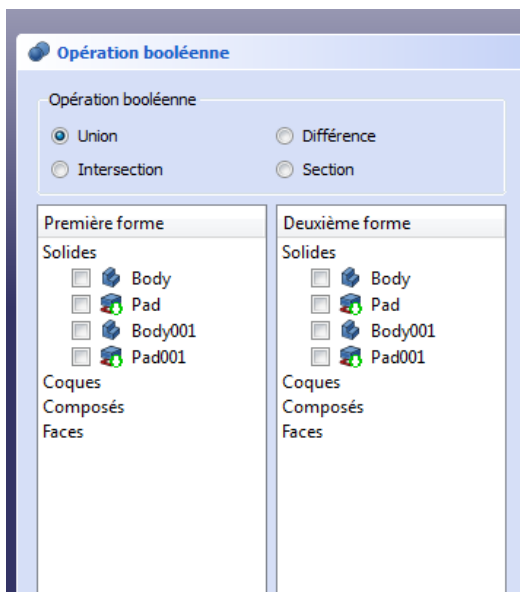 Opération booléenne
Opération booléenne
Union
Différence
Intersection
Section
Première forme
Solides
Body
Pad
Body001
Pad001
Coques
Composés
Faces
Deuxième forme
Solides
Body
Pad
Body001
Pad001
Coques
Composés
Faces